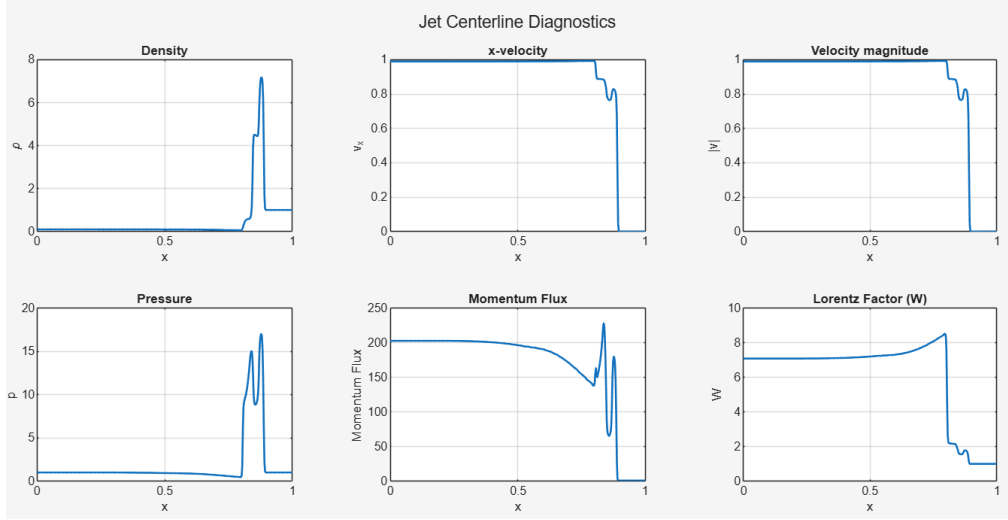 Jet Centerline Diagnostics
Density
x-velocity
Velocity magnitude
8
6
4
2
0
ρ
0
0.5
1
x
1
0.8
0.6
0.4
0.2
0
vₓ
0
0.5
1
x
1
0.8
0.6
0.4
0.2
0
|v|
0
0.5
1
x
Pressure
Momentum Flux
Lorentz Factor (W)
20
15
10
5
0
p
0
0.5
1
x
250
200
150
100
50
0
Momentum Flux
0
0.5
1
x
10
8
6
4
2
0
W
0
0.5
1
x